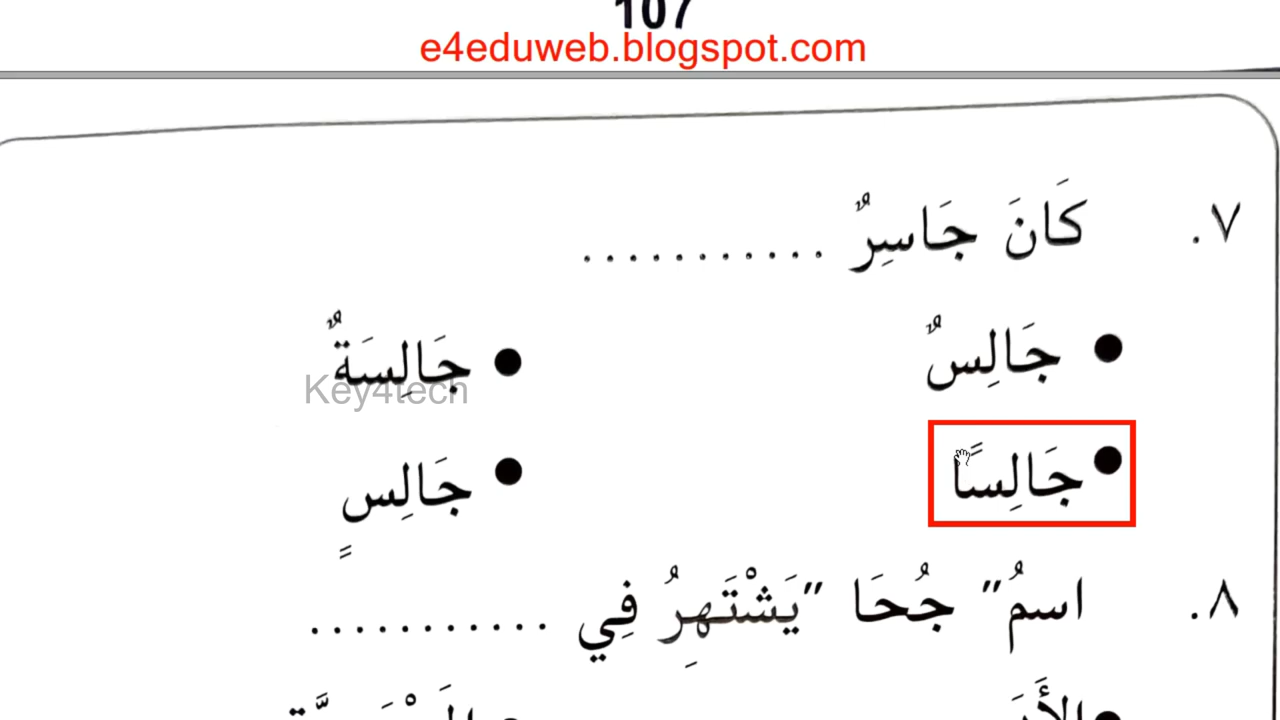 107
e4eduweb.blogspot.com
٧. كَانَ جَاسِرٌ ...........
● جَالِسٌ ● جَالِسَةٌ
Key4tech
● جَالِسًا ● جَالِسٍ
٨. اسمُ" جُحَا "يَشْتَهِرُ فِي ...........